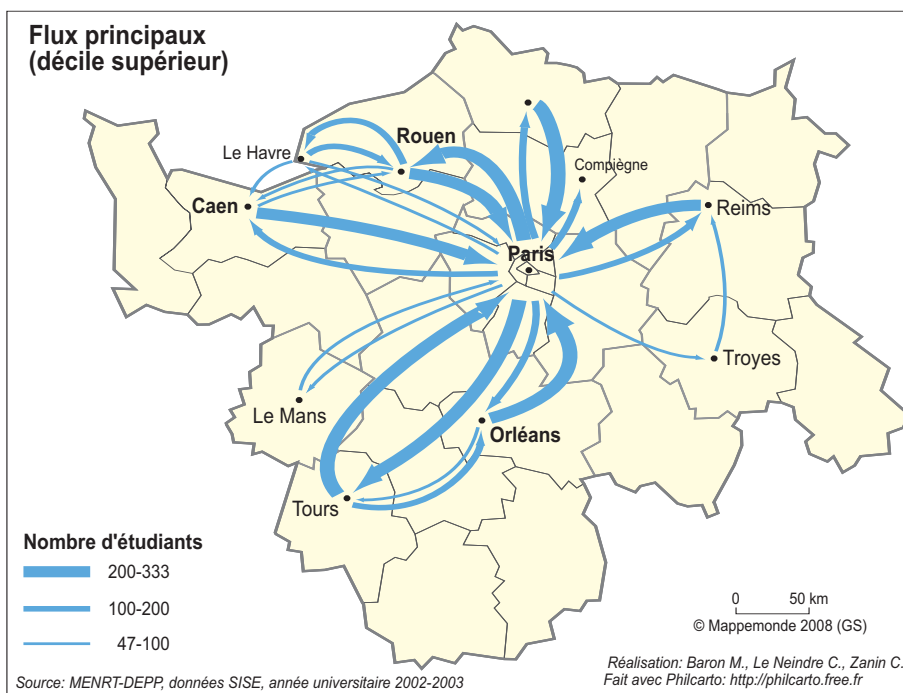 Flux principaux
(décile supérieur)
Rouen
Le Havre
Compiègne
Caen
Reims
Paris
Troyes
Le Mans
Orléans
Tours
Nombre d'étudiants
200-333
100-200
47-100
0 50 km
© Mappemonde 2008 (GS)
Réalisation: Baron M., Le Neindre C., Zanin C.
Source: MENRT-DEPP, données SISE, année universitaire 2002-2003
Fait avec Philcarto: http://philcarto.free.fr